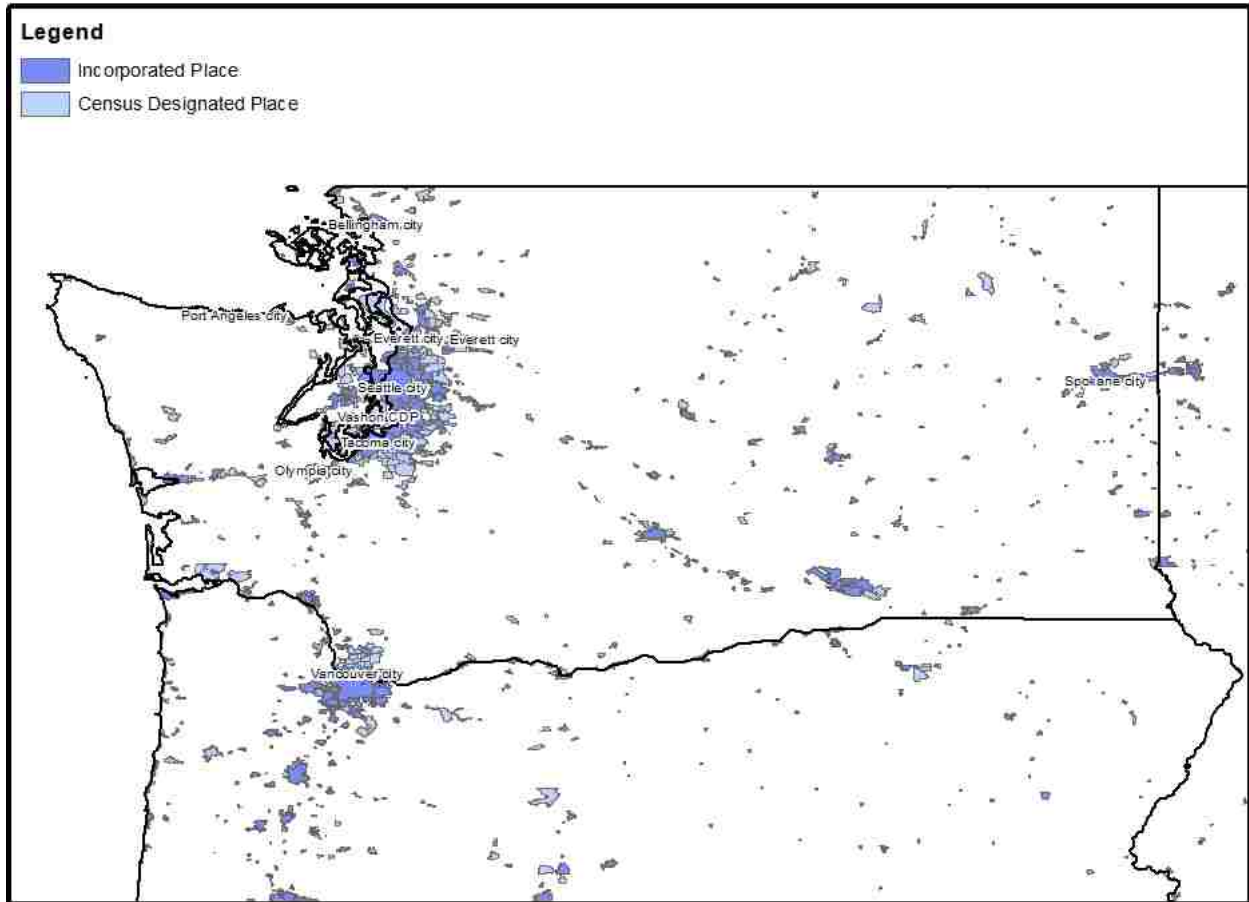 Legend
Incorporated Place
Census Designated Place
Bellingham city
Port Angeles city
Everett city Everett city
Seattle city
Spokane city
Vashon CDP
Tacoma city
Olympia city
Vancouver city